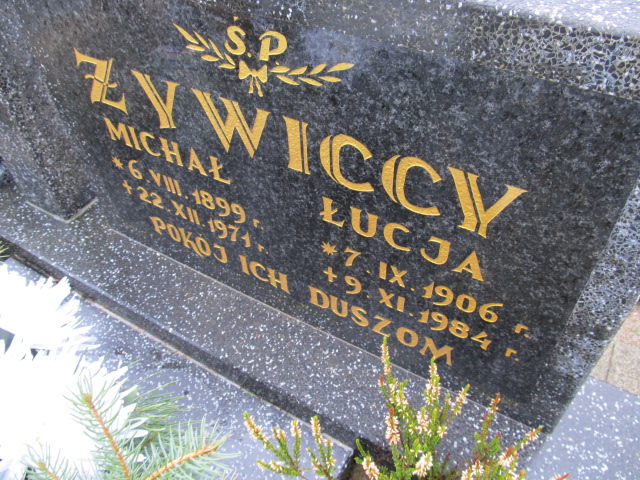 Ś. P.
ŻYWICCY
MICHAŁ
* 6. VIII. 1899 r.
+ 22. XII. 1971 r.
ŁUCJA
* 7. IX. 1906 r.
+ 9. XI. 1984 r.
POKÓJ ICH DUSZOM